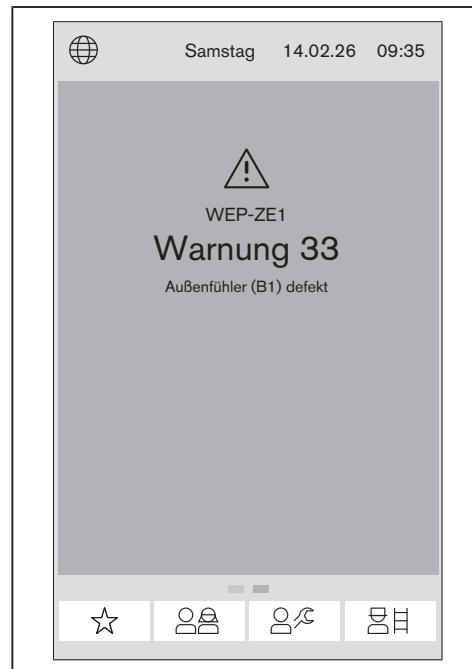 Samstag 14.02.26 09:35
WEP-ZE1
Warnung 33
Außenfühler (B1) defekt